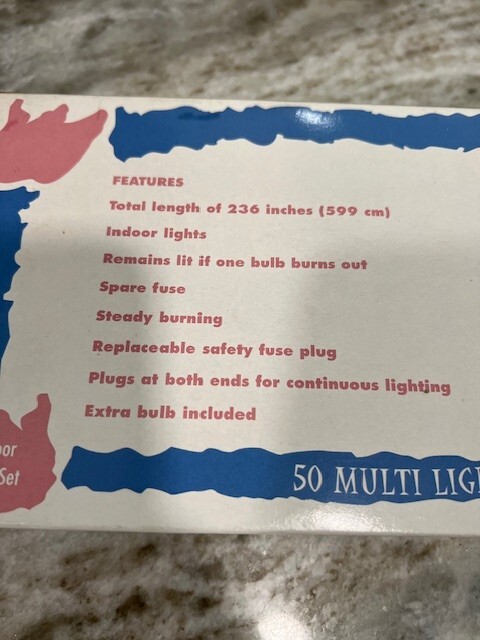 FEATURES
Total length of 236 inches (599 cm)
Indoor lights
Remains lit if one bulb burns out
Spare fuse
Steady burning
Replaceable safety fuse plug
Plugs at both ends for continuous lighting
Extra bulb included
Set
50 MULTI